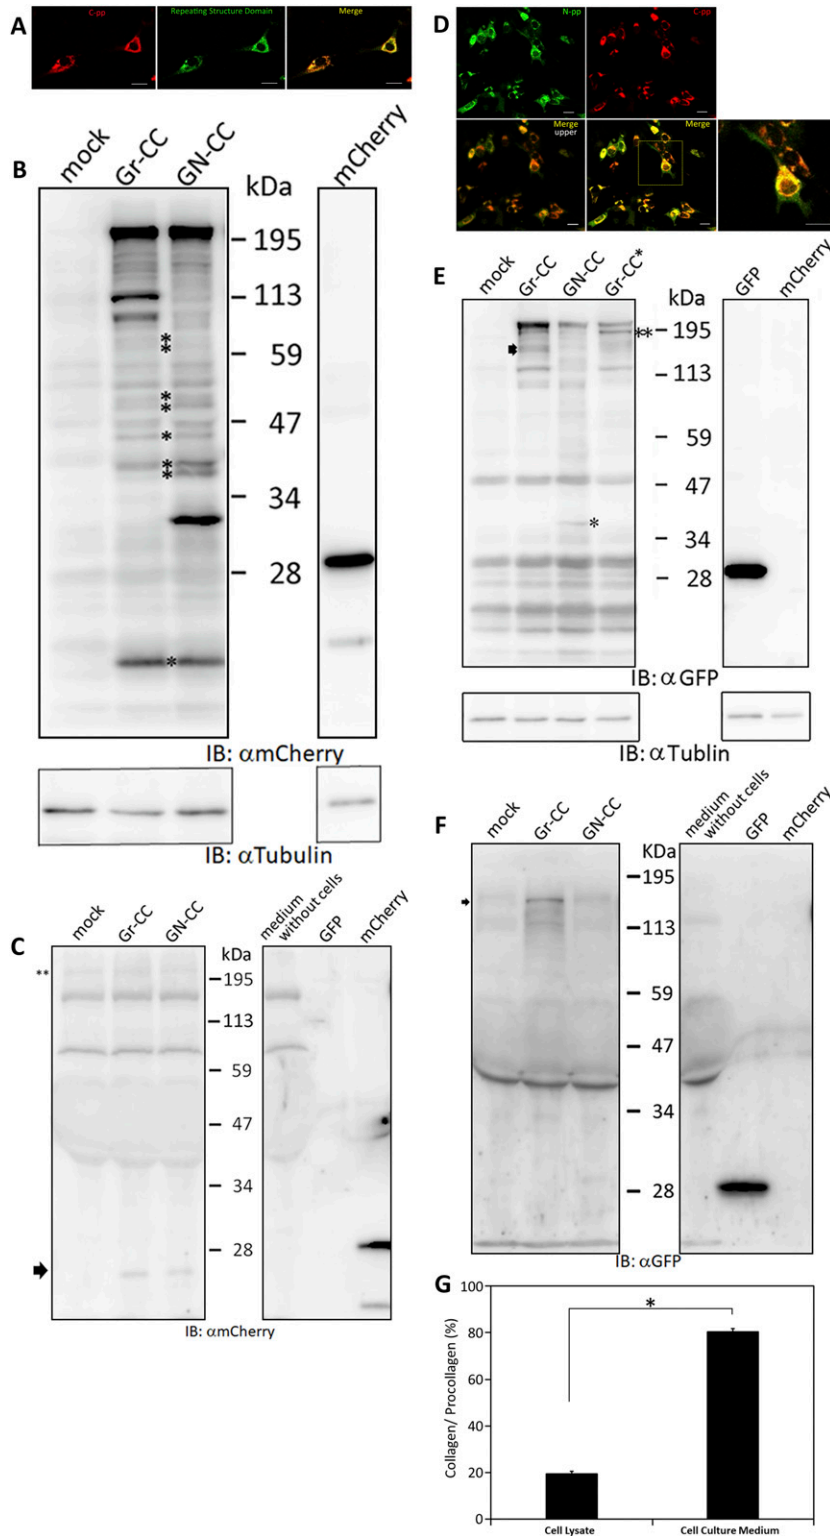 A
C-pp
Repeating Structure Domain
Merge
B
mock
Gr-CC
GN-CC
kDa
mCherry
195
113
**
59
**
47
*
**
34
28
*
IB: αmCherry
IB: αTubulin
C
mock
Gr-CC
GN-CC
kDa
medium
without cells
GFP
mCherry
**
195
113
59
47
34
28
IB: αmCherry
D
N-pp
C-pp
Merge
upper
Merge
E
mock
Gr-CC
GN-CC
Gr-CC*
kDa
GFP
mCherry
**
195
113
59
47
*
34
28
IB: αGFP
IB: αTublin
F
mock
Gr-CC
GN-CC
KDa
medium
without cells
GFP
mCherry
195
113
59
47
34
28
IB: αGFP
G
Collagen/ Procollagen (%)
100
80
60
40
20
0
*
Cell Lysate
Cell Culture Medium